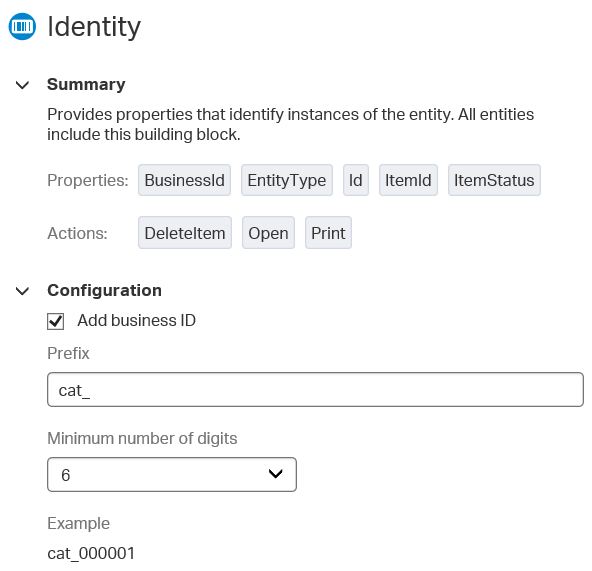 Identity
Summary
Provides properties that identify instances of the entity. All entities
include this building block.
Properties: BusinessId EntityType Id ItemId ItemStatus
Actions: DeleteItem Open Print
Configuration
Add business ID
Prefix
cat_
Minimum number of digits
6
Example
cat_000001